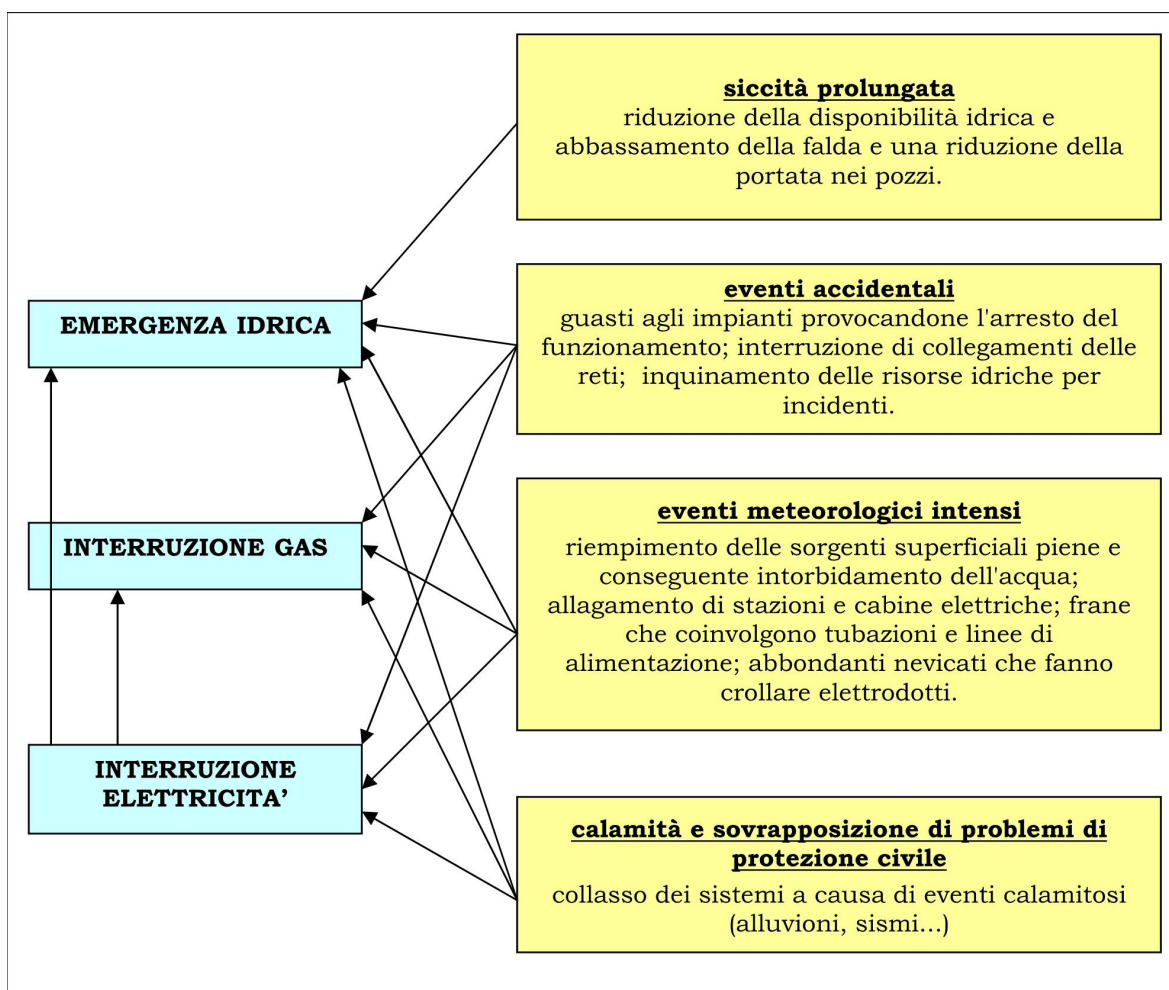 siccità prolungata
riduzione della disponibilità idrica e
abbassamento della falda e una riduzione della
portata nei pozzi.
EMERGENZA IDRICA
eventi accidentali
guasti agli impianti provocandone l'arresto del
funzionamento; interruzione di collegamenti delle
reti;  inquinamento delle risorse idriche per
incidenti.
INTERRUZIONE GAS
eventi meteorologici intensi
riempimento delle sorgenti superficiali piene e
conseguente intorbidamento dell'acqua;
allagamento di stazioni e cabine elettriche; frane
che coinvolgono tubazioni e linee di
alimentazione; abbondanti nevicati che fanno
crollare elettrodotti.
INTERRUZIONE
ELETTRICITA’
calamità e sovrapposizione di problemi di
protezione civile
collasso dei sistemi a causa di eventi calamitosi
(alluvioni, sismi…)